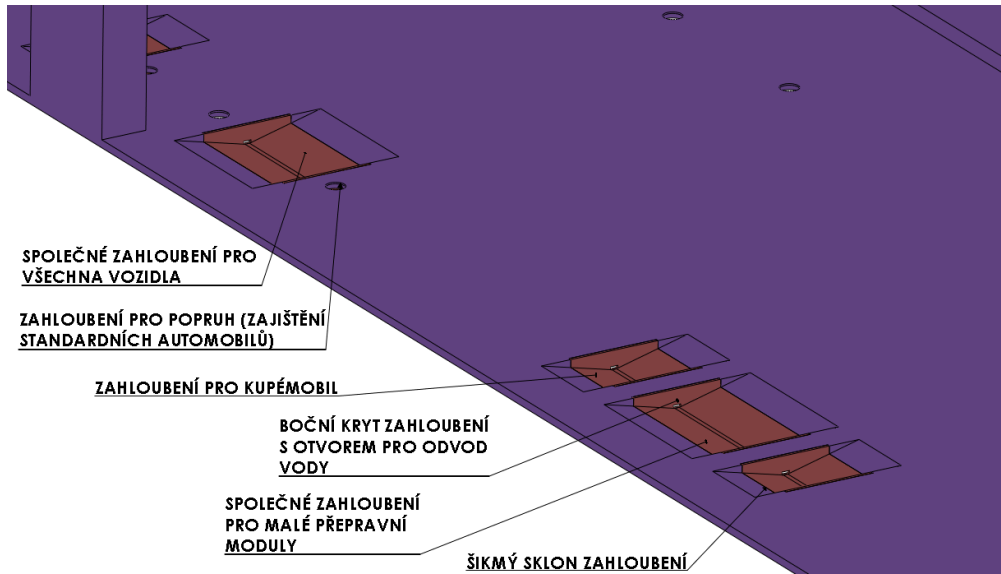 SPOLEČNÉ ZAHLOUBENÍ PRO
VŠECHNA VOZIDLA
ZAHLOUBENÍ PRO POPRUH (ZAJIŠTĚNÍ
STANDARDNÍCH AUTOMOBILŮ)
ZAHLOUBENÍ PRO KUPÉMOBIL
BOČNÍ KRYT ZAHLOUBENÍ
S OTVOREM PRO ODVOD
VODY
SPOLEČNÉ ZAHLOUBENÍ
PRO MALÉ PŘEPRAVNÍ
MODULY
ŠIKMÝ SKLON ZAHLOUBENÍ